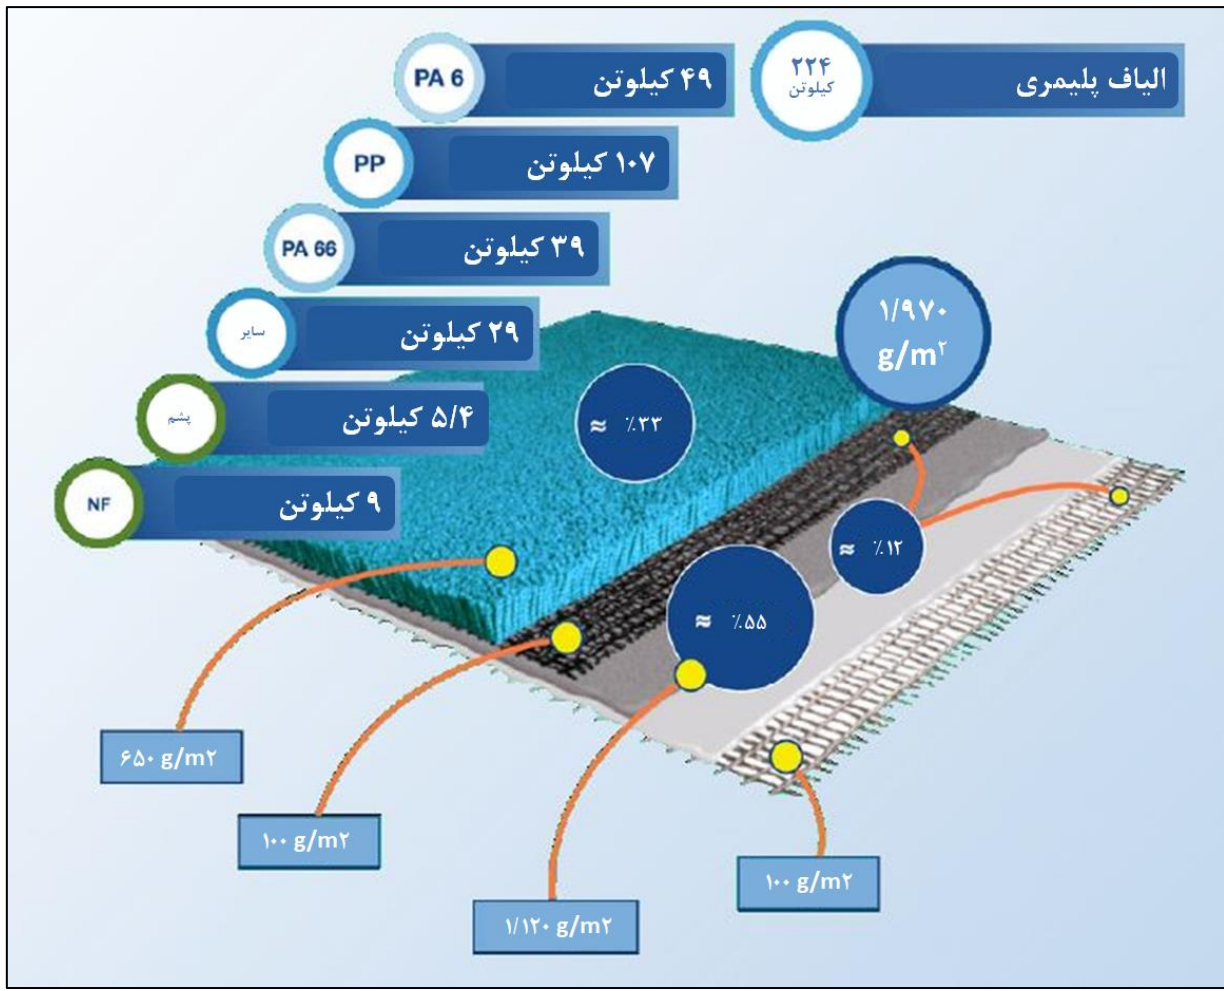 الیاف پلیمری
۲۲۴
کیلوتن
PA 6
۴۹ کیلوتن
PP
۱۰۷ کیلوتن
PA 66
۳۹ کیلوتن
سایر
۲۹ کیلوتن
پشم
۵/۴ کیلوتن
NF
۹ کیلوتن
۱/۹۷۰
g/m۲
≈ ٪۳۳
≈ ٪۱۲
≈ ٪۵۵
۶۵۰ g/m۲
۱۰۰ g/m۲
۱/۱۲۰ g/m۲
۱۰۰ g/m۲